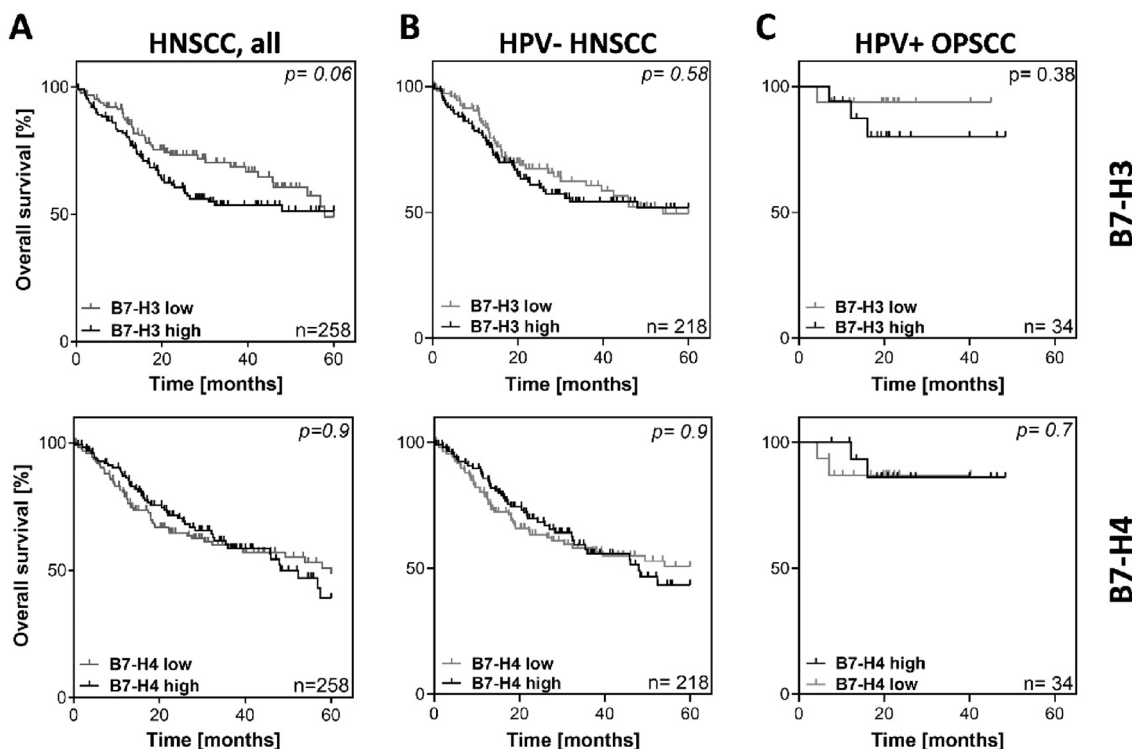 A
HNSCC, all
B
HPV- HNSCC
C
HPV+ OPSCC
p= 0.06
100
50
0
Overall survival [%]
B7-H3 low
B7-H3 high
n=258
0 20 40 60
Time [months]
p= 0.58
100
50
0
B7-H3 low
B7-H3 high
n= 218
0 20 40 60
Time [months]
p= 0.38
100
50
0
B7-H3 low
B7-H3 high
n= 34
0 20 40 60
Time [months]
B7-H3
p=0.9
100
50
0
Overall survival [%]
B7-H4 low
B7-H4 high
n=258
0 20 40 60
Time [months]
p= 0.9
100
50
0
B7-H4 low
B7-H4 high
n= 218
0 20 40 60
Time [months]
p= 0.7
100
50
0
B7-H4 high
B7-H4 low
n= 34
0 20 40 60
Time [months]
B7-H4